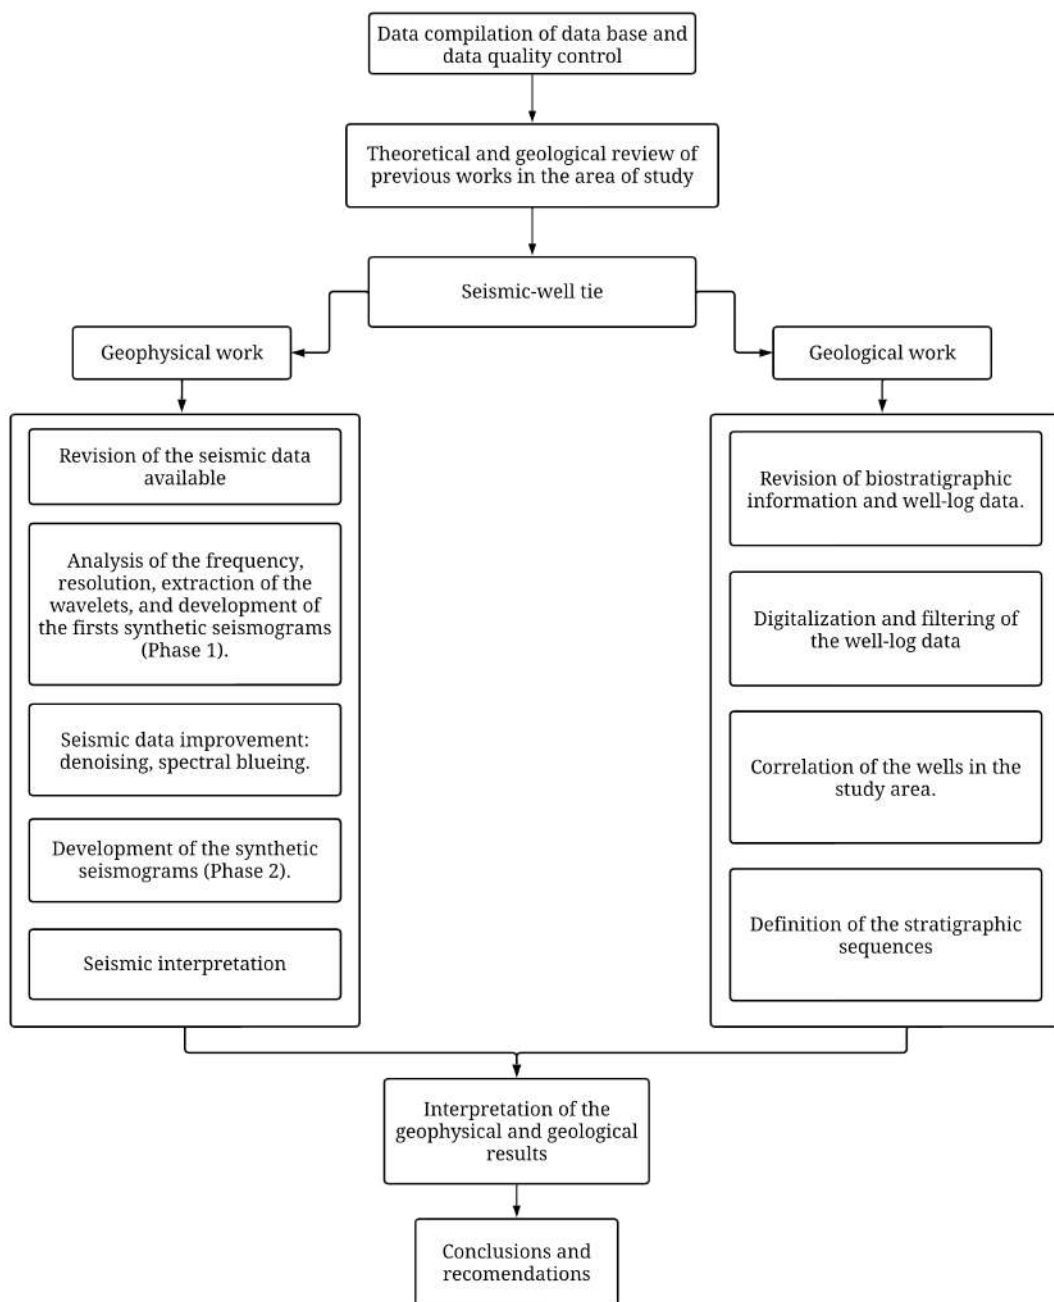 Data compilation of data base and
data quality control
Theoretical and geological review of
previous works in the area of study
Seismic-well tie
Geophysical work
Geological work
Revision of the seismic data
available
Analysis of the frequency,
resolution, extraction of the
wavelets, and development of
the firsts synthetic seismograms
(Phase 1).
Seismic data improvement:
denoising, spectral blueing.
Development of the synthetic
seismograms (Phase 2).
Seismic interpretation
Revision of biostratigraphic
information and well-log data.
Digitalization and filtering of
the well-log data
Correlation of the wells in the
study area.
Definition of the stratigraphic
sequences
Interpretation of the
geophysical and geological
results
Conclusions and
recomendations